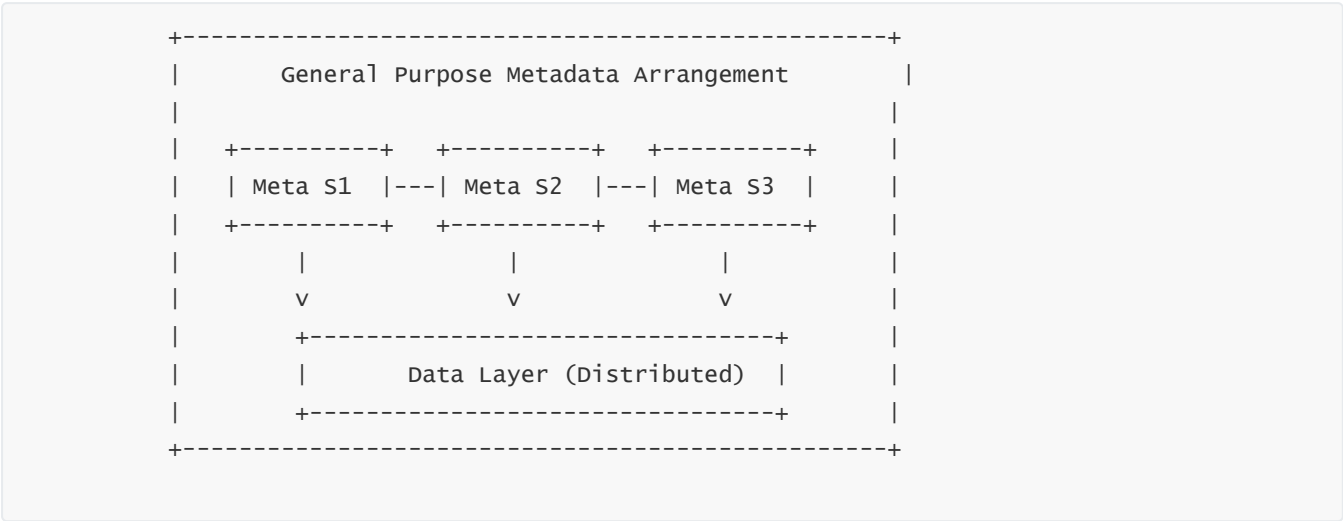 +--------------------------------------------------+
|       General Purpose Metadata Arrangement        |
|                                                  |
|   +----------+   +----------+   +----------+     |
|   | Meta S1  |---| Meta S2  |---| Meta S3  |     |
|   +----------+   +----------+   +----------+     |
|        |              |              |           |
|        v              v              v           |
|        +---------------------------------+       |
|        |       Data Layer (Distributed)  |       |
|        +---------------------------------+       |
+--------------------------------------------------+